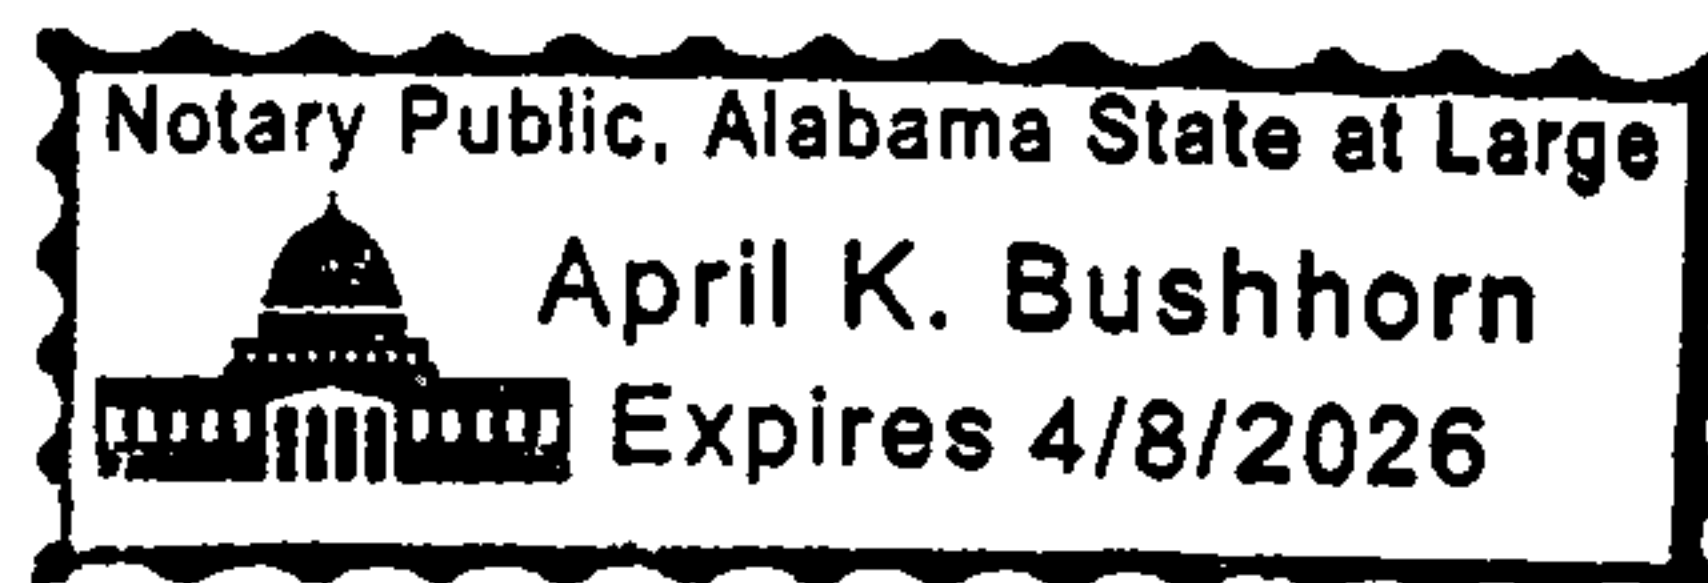 Notary Public, Alabama State at Large
April K. Bushhorn
Expires 4/8/2026